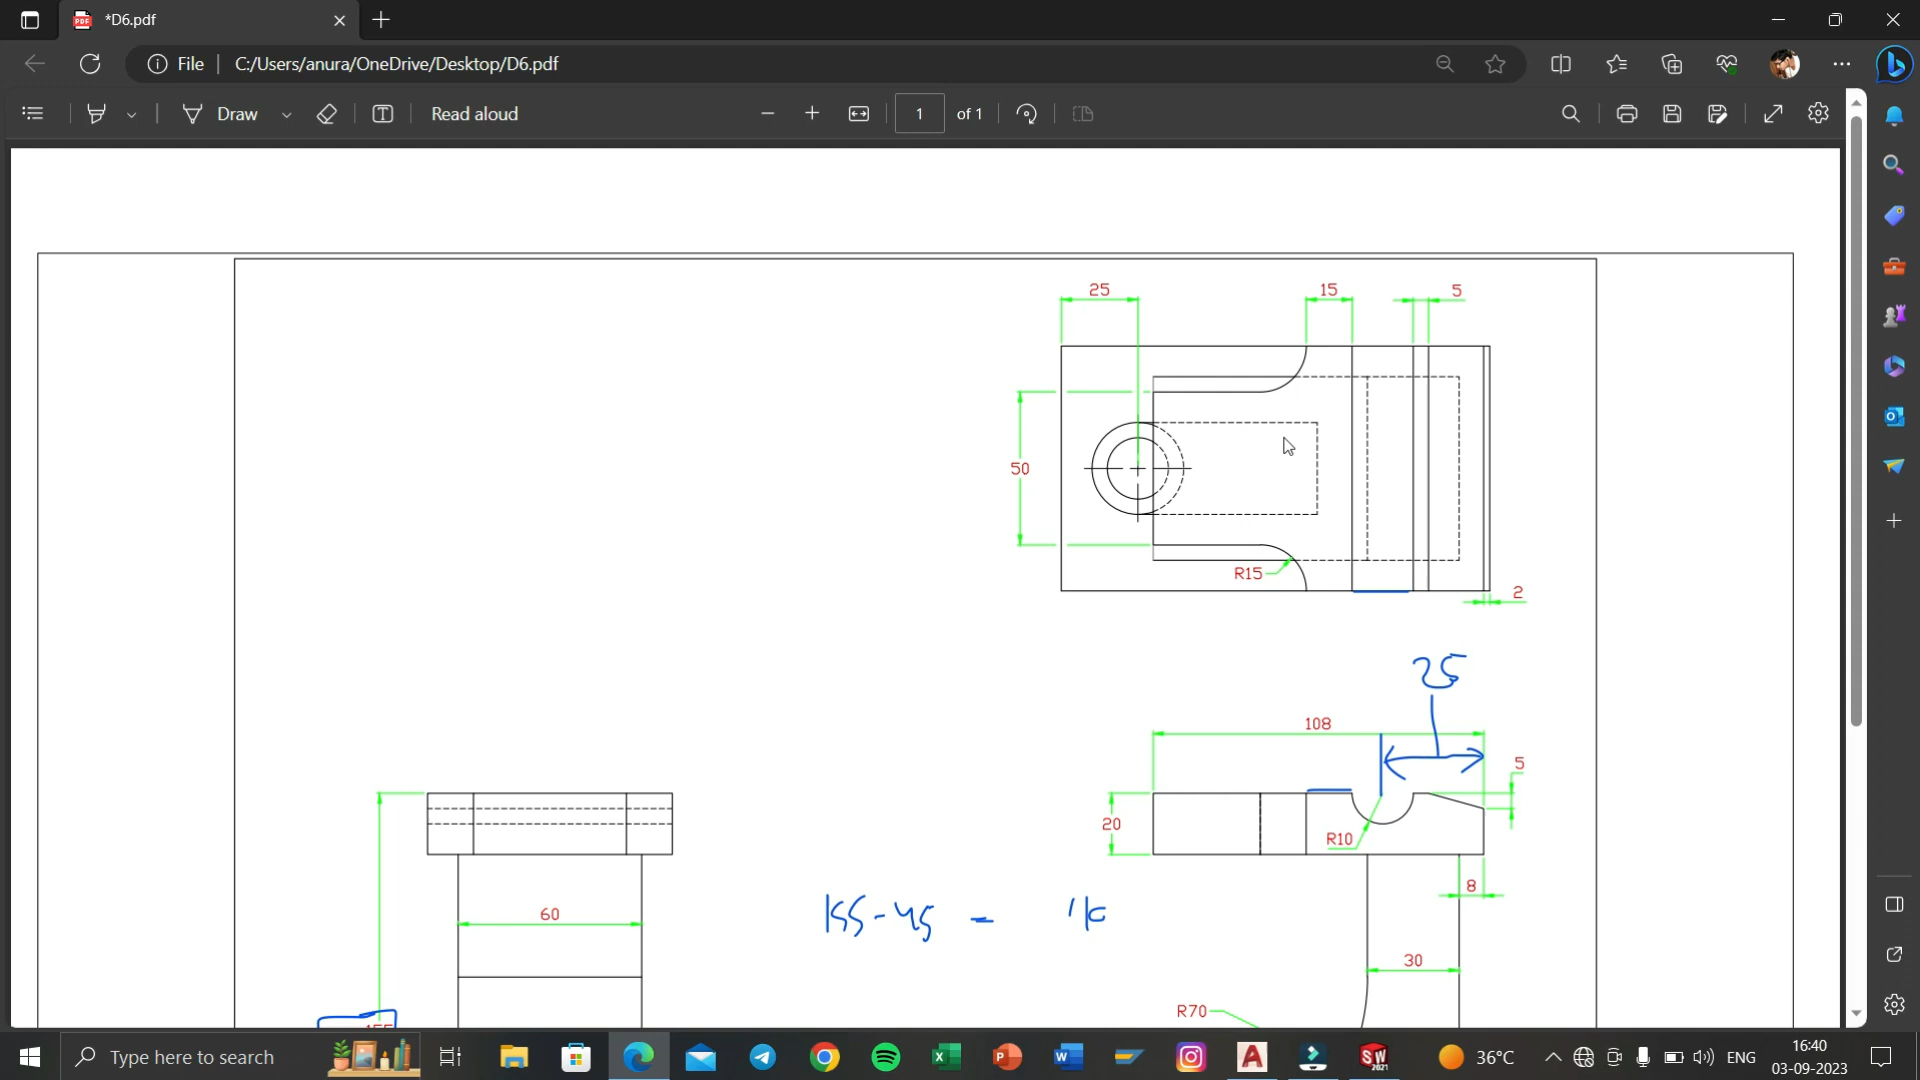 *D6.pdf
File
C:/Users/anura/OneDrive/Desktop/D6.pdf
Draw
Read aloud
1
of 1
25
15
5
50
R15
2
25
108
5
20
R10
8
155-45 =
60
30
R70
Type here to search
SW
2021
36°C
ENG
16:40
03-09-2023